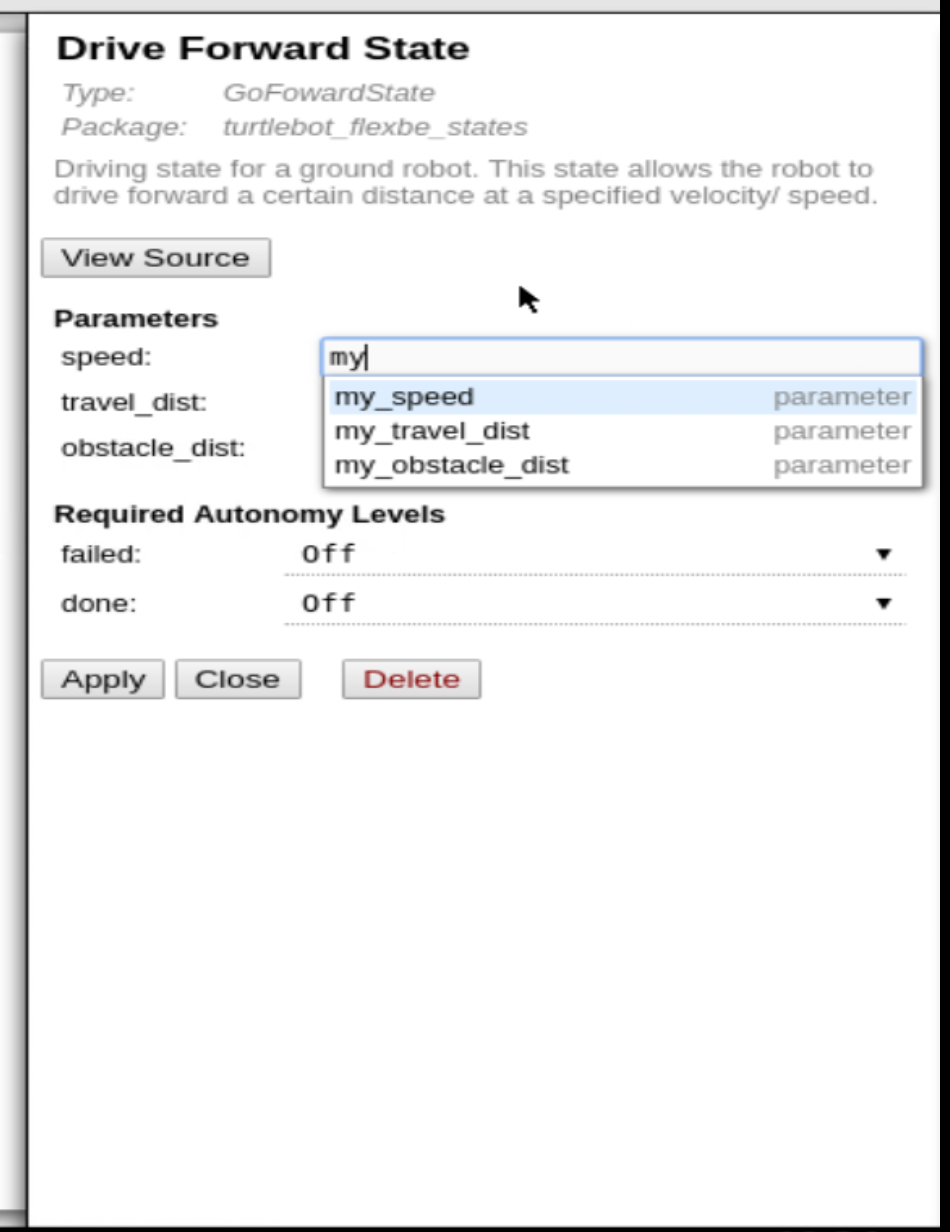 Drive Forward State
Type: GoFowardState
Package: turtlebot_flexbe_states
Driving state for a ground robot. This state allows the robot to
drive forward a certain distance at a specified velocity/ speed.
View Source
Parameters
speed: my
my_speed parameter
travel_dist: my_travel_dist parameter
obstacle_dist: my_obstacle_dist parameter
Required Autonomy Levels
failed: Off
done: Off
Apply Close Delete